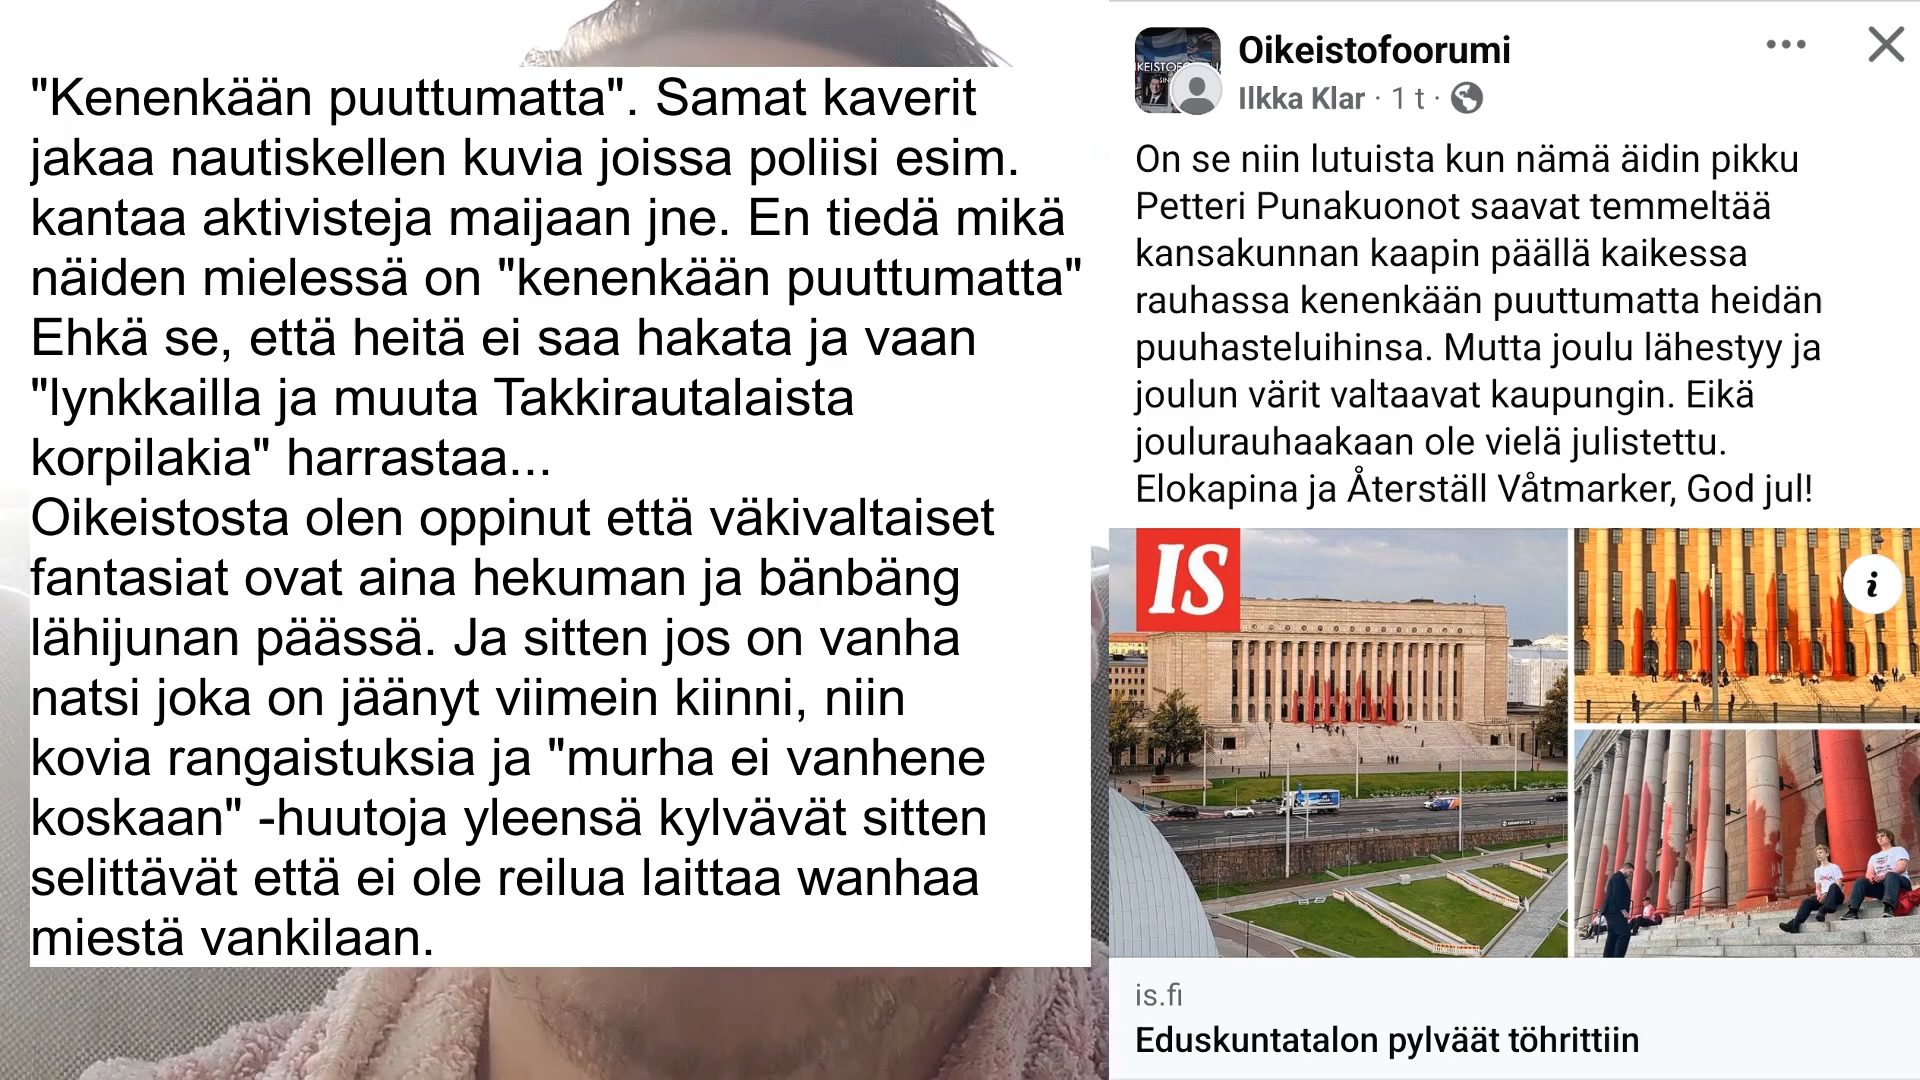 "Kenenkään puuttumatta". Samat kaverit
jakaa nautiskellen kuvia joissa poliisi esim.
kantaa aktivisteja maijaan jne. En tiedä mikä
näiden mielessä on "kenenkään puuttumatta"
Ehkä se, että heitä ei saa hakata ja vaan
"lynkkailla ja muuta Takkirautalaista
korpilakia" harrastaa...
Oikeistosta olen oppinut että väkivaltaiset
fantasiat ovat aina hekuman ja bänbäng
lähijunan päässä. Ja sitten jos on vanha
natsi joka on jäänyt viimein kiinni, niin
kovia rangaistuksia ja "murha ei vanhene
koskaan" -huutoja yleensä kylvävät sitten
selittävät että ei ole reilua laittaa wanhaa
miestä vankilaan.
Oikeistofoorumi
Ilkka Klar · 1 t ·
On se niin lutuista kun nämä äidin pikku
Petteri Punakuonot saavat temmeltää
kansakunnan kaapin päällä kaikessa
rauhassa kenenkään puuttumatta heidän
puuhasteluihinsa. Mutta joulu lähestyy ja
joulun värit valtaavat kaupungin. Eikä
joulurauhaakaan ole vielä julistettu.
Elokapina ja Återställ Våtmarker, God jul!
IS
is.fi
Eduskuntatalon pylväät töhrittiin